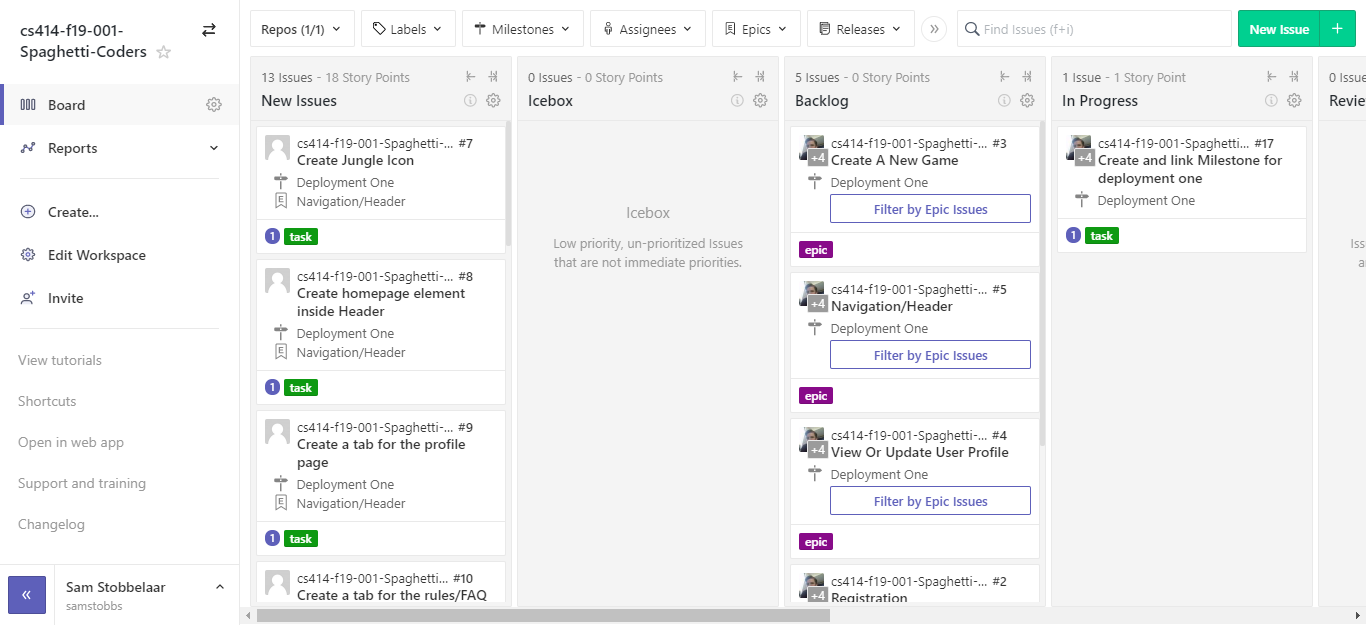 cs414-f19-001-
Spaghetti-Coders
Board
Reports
Create...
Edit Workspace
Invite
View tutorials
Shortcuts
Open in web app
Support and training
Changelog
«
Sam Stobbelaar
samstobbs
Repos (1/1)
Labels
Milestones
Assignees
Epics
Releases
»
Find Issues (f+i)
New Issue
+
13 Issues - 18 Story Points
New Issues
cs414-f19-001-Spaghetti-... #7
Create Jungle Icon
Deployment One
Navigation/Header
1 task
cs414-f19-001-Spaghetti-... #8
Create homepage element
inside Header
Deployment One
Navigation/Header
1 task
cs414-f19-001-Spaghetti-... #9
Create a tab for the profile
page
Deployment One
Navigation/Header
1 task
cs414-f19-001-Spaghetti... #10
Create a tab for the rules/FAQ
0 Issues - 0 Story Points
Icebox
Icebox
Low priority, un-prioritized Issues
that are not immediate priorities.
5 Issues - 0 Story Points
Backlog
cs414-f19-001-Spaghetti-... #3
+4 Create A New Game
Deployment One
Filter by Epic Issues
epic
cs414-f19-001-Spaghetti-... #5
+4 Navigation/Header
Deployment One
Filter by Epic Issues
epic
cs414-f19-001-Spaghetti-... #4
+4 View Or Update User Profile
Deployment One
Filter by Epic Issues
epic
cs414-f19-001-Spaghetti-... #2
+4 Registration
1 Issue - 1 Story Point
In Progress
cs414-f19-001-Spaghetti... #17
+4 Create and link Milestone for
deployment one
Deployment One
1 task
0 Issues